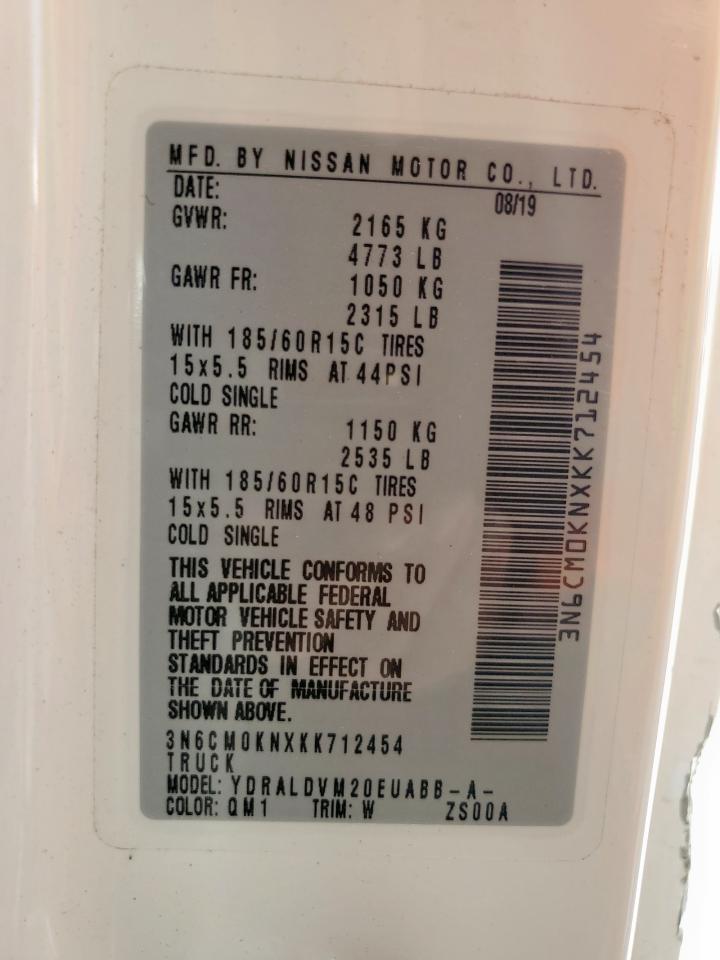 MFD. BY NISSAN MOTOR CO., LTD.
DATE: 08/19
GVWR: 2165 KG
4773 LB
GAWR FR: 1050 KG
2315 LB
WITH 185/60R15C TIRES
15x5.5 RIMS AT 44PSI
COLD SINGLE
GAWR RR: 1150 KG
2535 LB
WITH 185/60R15C TIRES
15x5.5 RIMS AT 48 PSI
COLD SINGLE
THIS VEHICLE CONFORMS TO
ALL APPLICABLE FEDERAL
MOTOR VEHICLE SAFETY AND
THEFT PREVENTION
STANDARDS IN EFFECT ON
THE DATE OF MANUFACTURE
SHOWN ABOVE.
3N6CM0KNXKK712454
TRUCK
MODEL: YDRALDVM20EUABB-A-
COLOR: QM1 TRIM: W ZS00A
3N6CM0KNXKK712454